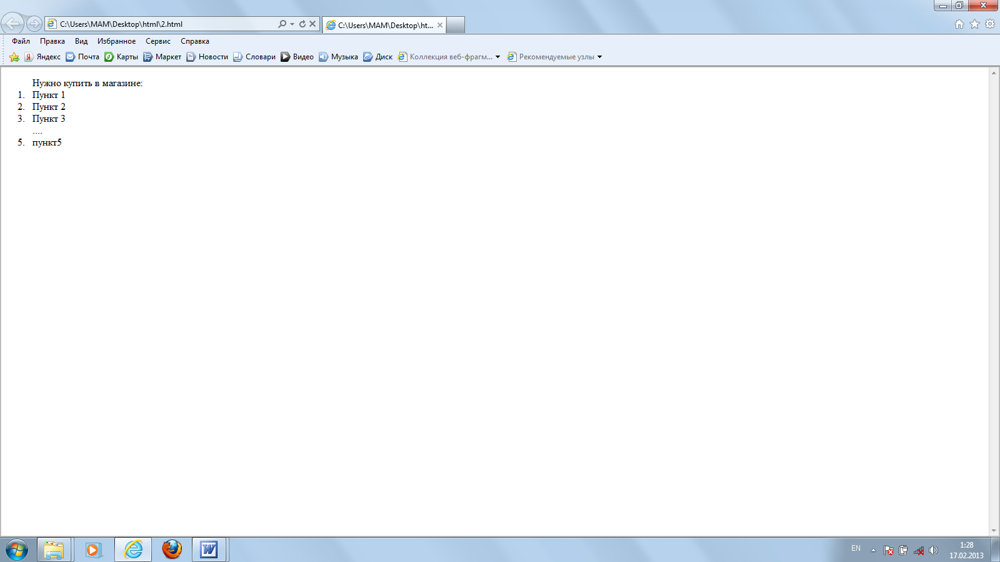 C:\Users\MAM\Desktop\html\2.html
C:\Users\MAM\Desktop\ht...
Файл Правка Вид Избранное Сервис Справка
Яндекс Почта Карты Маркет Новости Словари Видео Музыка Диск Коллекция веб-фрагм... Рекомендуемые узлы
Нужно купить в магазине:
1. Пункт 1
2. Пункт 2
3. Пункт 3
....
5. пункт5
EN
1:28
17.02.2013